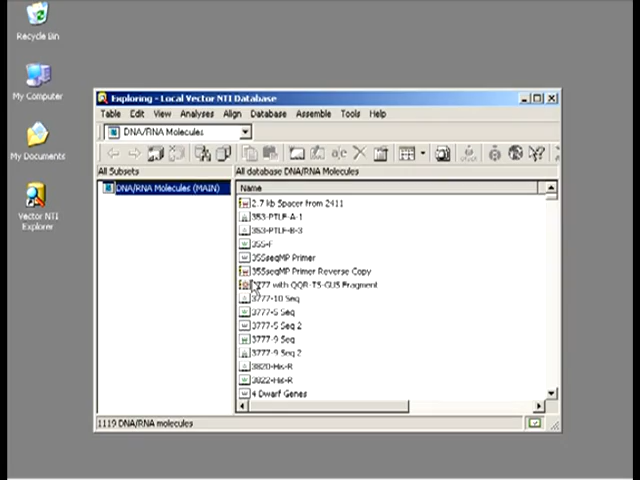 Recycle Bin
My Computer
My Documents
Vector NTI
Explorer
Exploring - Local Vector NTI Database
Table Edit View Analyses Align Database Assemble Tools Help
DNA/RNA Molecules
All Subsets
All database DNA/RNA Molecules
DNA/RNA Molecules (MAIN)
Name
2.7 kb Spacer from 2411
353-PTLF-A-1
353-PTLF-B-3
355-F
35SseqMP Primer
35SseqMP Primer Reverse Copy
3777 with QQR-TS-GUS Fragment
3777-10 Seq
3777-5 Seq
3777-5 Seq 2
3777-9 Seq
3777-9 Seq 2
3820-His-R
3822-His-R
4 Dwarf Genes
1119 DNA/RNA molecules